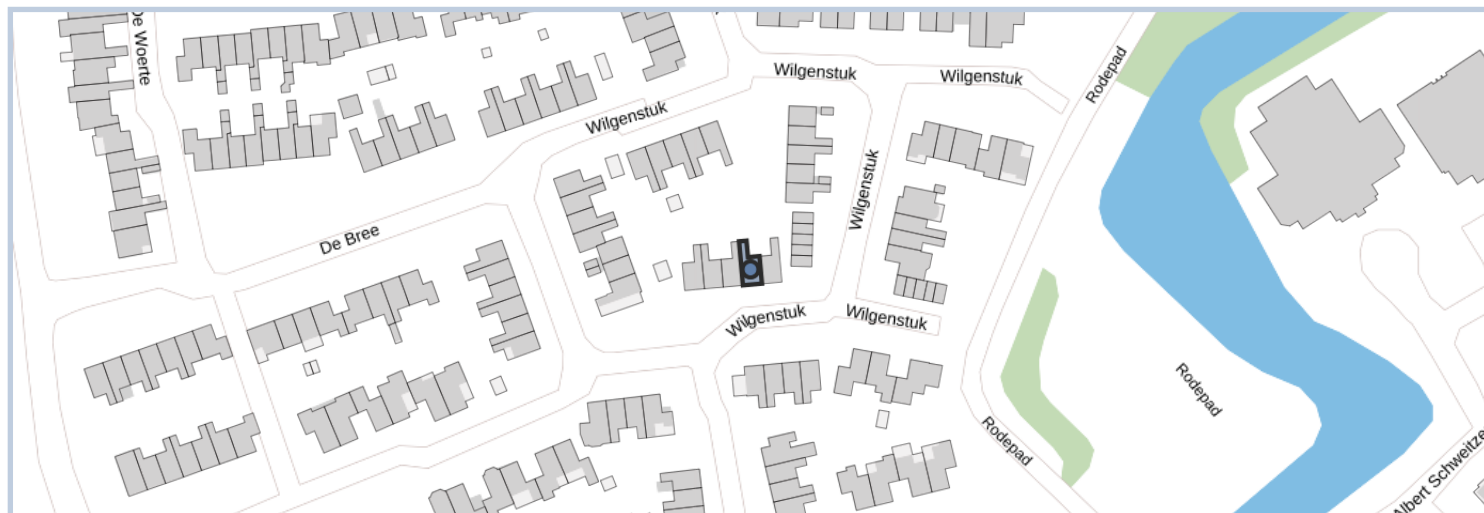 De Woerte
Wilgenstuk
Wilgenstuk
Rodepad
Wilgenstuk
Wilgenstuk
De Bree
Wilgenstuk
Wilgenstuk
Rodepad
Rodepad
Albert Schweitze